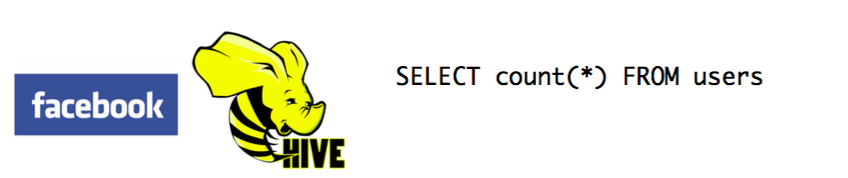 facebook
HIVE
SELECT count(*) FROM users